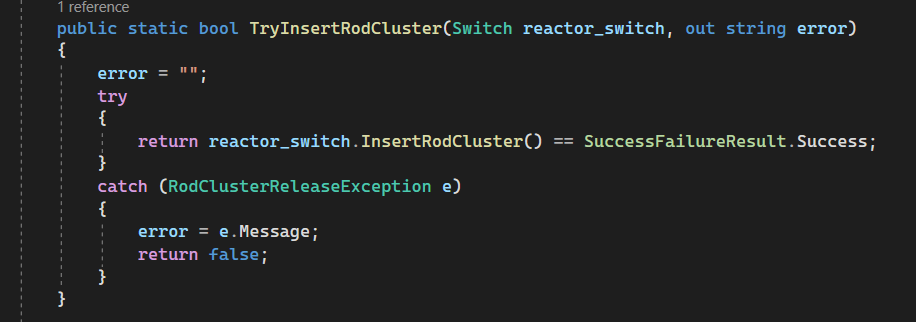 1 reference
public static bool TryInsertRodCluster(Switch reactor_switch, out string error)
{
error = "";
try
{
return reactor_switch.InsertRodCluster() == SuccessFailureResult.Success;
}
catch (RodClusterReleaseException e)
{
error = e.Message;
return false;
}
}